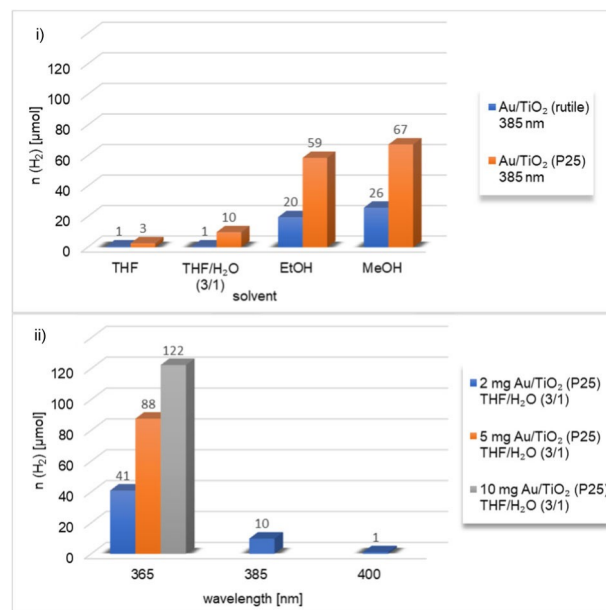 i)
n (H₂) [µmol]
120
100
80
60
40
20
0
1
3
1
10
20
59
26
67
THF
THF/H₂O
(3/1)
EtOH
MeOH
solvent
Au/TiO₂ (rutile)
385 nm
Au/TiO₂ (P25)
385 nm
ii)
n (H₂) [µmol]
120
100
80
60
40
20
0
41
88
122
10
1
365
385
400
wavelength [nm]
2 mg Au/TiO₂ (P25)
THF/H₂O (3/1)
5 mg Au/TiO₂ (P25)
THF/H₂O (3/1)
10 mg Au/TiO₂ (P25)
THF/H₂O (3/1)